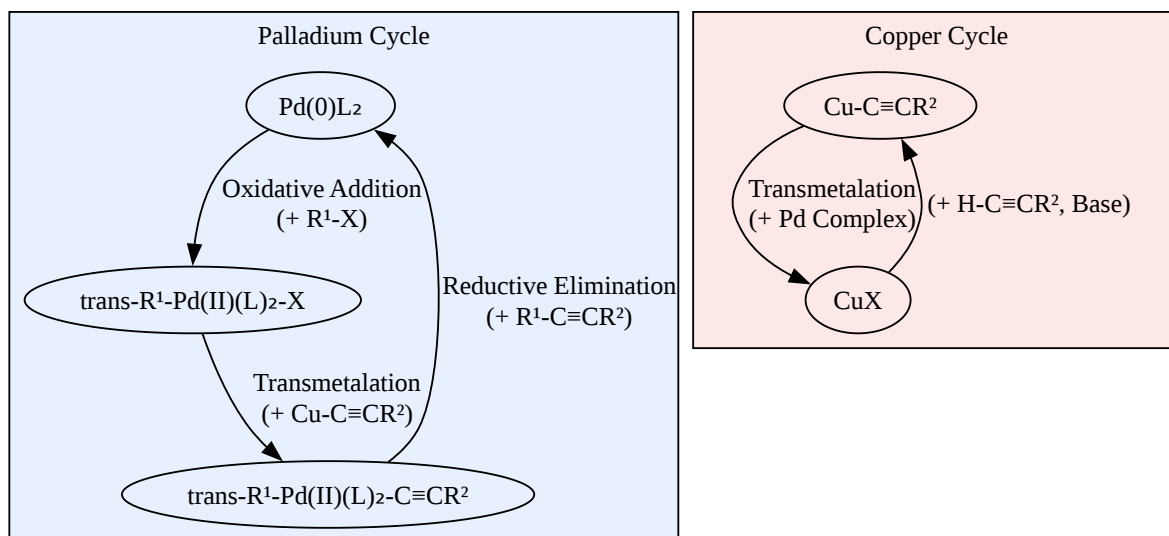 Palladium Cycle
Pd(0)L₂
Oxidative Addition
(+ R¹-X)
trans-R¹-Pd(II)(L)₂-X
Reductive Elimination
(+ R¹-C≡CR²)
Transmetalation
(+ Cu-C≡CR²)
trans-R¹-Pd(II)(L)₂-C≡CR²
Copper Cycle
Cu-C≡CR²
Transmetalation
(+ Pd Complex)
(+ H-C≡CR², Base)
CuX